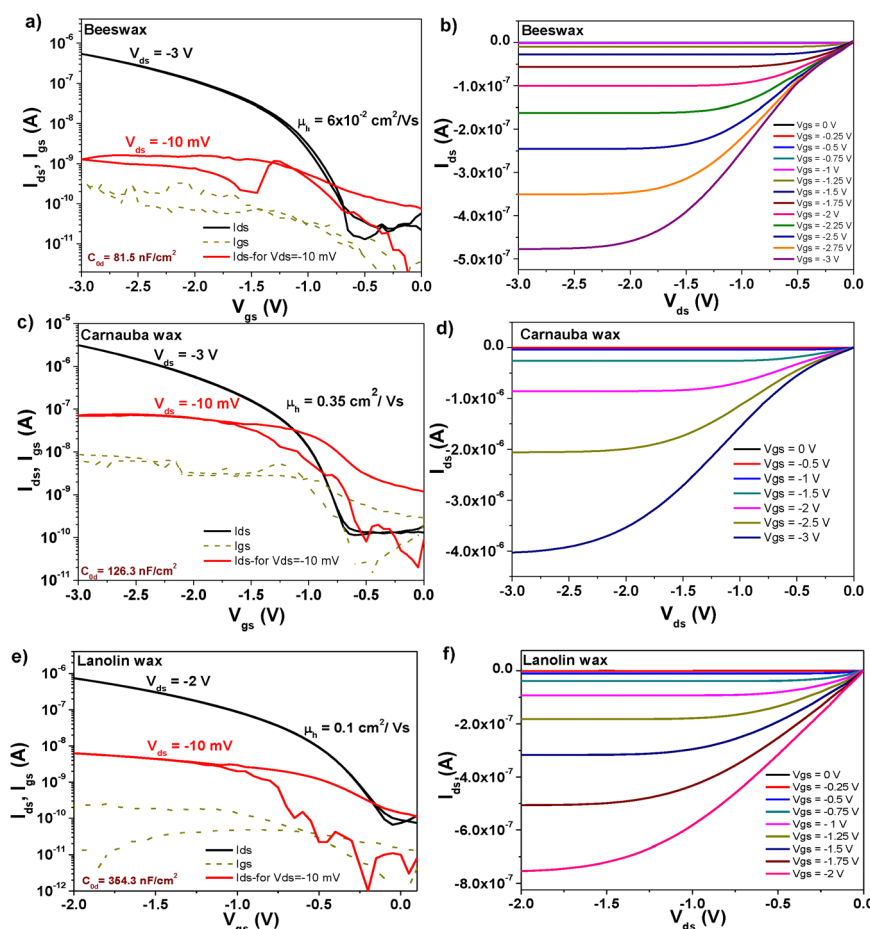 a)
Beeswax
10⁻⁶
10⁻⁷
10⁻⁸
10⁻⁹
10⁻¹⁰
10⁻¹¹
I_ds, I_gs (A)
V_ds = -3 V
μ_h = 6x10⁻² cm²/Vs
V_ds = -10 mV
Ids
Igs
Ids-for Vds=-10 mV
C_0d= 81.5 nF/cm²
-3.0 -2.5 -2.0 -1.5 -1.0 -0.5 0.0
V_gs (V)
b)
Beeswax
0.0
-1.0x10⁻⁷
-2.0x10⁻⁷
-3.0x10⁻⁷
-4.0x10⁻⁷
-5.0x10⁻⁷
I_ds (A)
Vgs = 0 V
Vgs = -0.25 V
Vgs = -0.5 V
Vgs = -0.75 V
Vgs = -1 V
Vgs = -1.25 V
Vgs = -1.5 V
Vgs = -1.75 V
Vgs = -2 V
Vgs = -2.25 V
Vgs = -2.5 V
Vgs = -2.75 V
Vgs = -3 V
-3.0 -2.5 -2.0 -1.5 -1.0 -0.5 0.0
V_ds (V)
c)
Carnauba wax
10⁻⁵
10⁻⁶
10⁻⁷
10⁻⁸
10⁻⁹
10⁻¹⁰
10⁻¹¹
I_ds, I_gs (A)
V_ds = -3 V
μ_h = 0.35 cm²/ Vs
V_ds = -10 mV
Ids
Igs
Ids-for Vds=-10 mV
C_0d= 126.3 nF/cm²
-3.0 -2.5 -2.0 -1.5 -1.0 -0.5 0.0
V_gs (V)
d)
Carnauba wax
0.0
-1.0x10⁻⁶
-2.0x10⁻⁶
-3.0x10⁻⁶
-4.0x10⁻⁶
I_ds, (A)
Vgs = 0 V
Vgs = -0.5 V
Vgs = -1 V
Vgs = -1.5 V
Vgs = -2 V
Vgs = -2.5 V
Vgs = -3 V
-3.0 -2.5 -2.0 -1.5 -1.0 -0.5 0.0
V_ds (V)
e)
Lanolin wax
10⁻⁶
10⁻⁷
10⁻⁸
10⁻⁹
10⁻¹⁰
10⁻¹¹
10⁻¹²
I_ds, I_gs (A)
V_ds = -2 V
μ_h = 0.1 cm²/ Vs
V_ds = -10 mV
Ids
Igs
Ids-for Vds=-10 mV
C_0d= 354.3 nF/cm²
-2.0 -1.5 -1.0 -0.5 0.0
V_gs (V)
f)
Lanolin wax
0.0
-2.0x10⁻⁷
-4.0x10⁻⁷
-6.0x10⁻⁷
-8.0x10⁻⁷
I_ds (A)
Vgs = 0 V
Vgs = -0.25 V
Vgs = -0.5 V
Vgs = -0.75 V
Vgs = -1 V
Vgs = -1.25 V
Vgs = -1.5 V
Vgs = -1.75 V
Vgs = -2 V
-2.0 -1.5 -1.0 -0.5 0.0
V_ds (V)